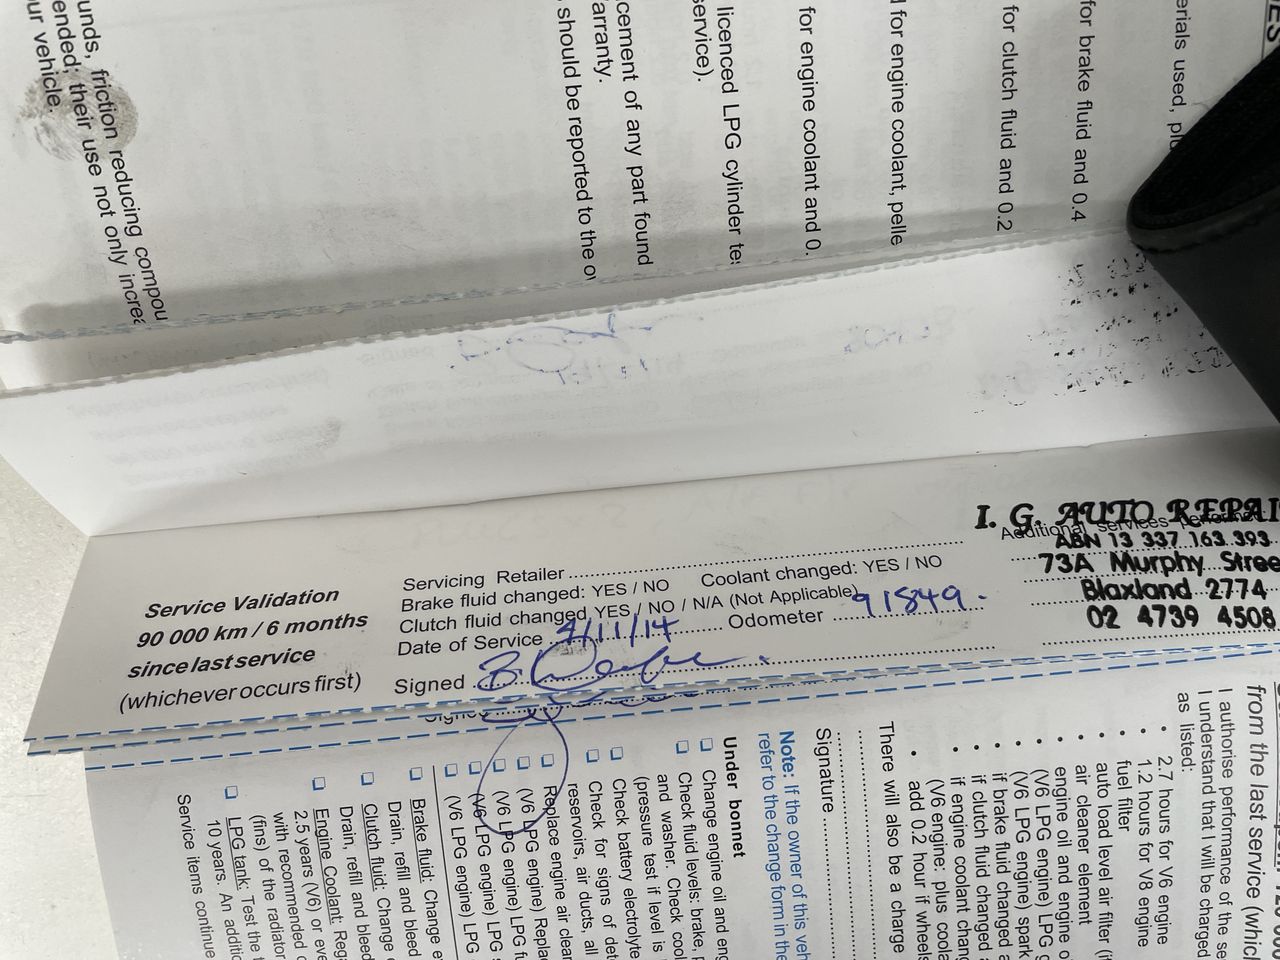 Service Validation
90 000 km / 6 months
since last service
(whichever occurs first)
Servicing Retailer
Brake fluid changed: YES / NO Coolant changed: YES / NO
Clutch fluid changed YES / NO / N/A (Not Applicable)
Date of Service 4/11/14 Odometer 91849.
Signed
I. G. AUTO REPAI
Additional services performed:
ABN 13 337 163 393
73A Murphy Stree
Blaxland 2774
02 4739 4508
erials used, plu
for brake fluid and 0.4
for clutch fluid and 0.2
for engine coolant, pelle
for engine coolant and 0.
licenced LPG cylinder te
service).
cement of any part found
arranty.
should be reported to the o
unds, friction reducing compou
ended; their use not only increa
ur vehicle.
from the last service (which
I authorise performance of the se
I understand that I will be charged
as listed:
• 2.7 hours for V6 engine
• 1.2 hours for V8 engine
• fuel filter
• auto load level air filter (i
• air cleaner element
• engine oil and engine o
(V6 LPG engine) LPG
• (V6 LPG engine) spark
• if brake fluid changed a
• if clutch fluid changed
• if engine coolant chan
(V6 engine: plus coola
There will also be a charge
• add 0.2 hour if wheels
Signature
Note: If the owner of this veh
refer to the change form in the
Under bonnet
❑ Change engine oil and eng
❑ Check fluid levels: brake,
and washer. Check cool
(pressure test if level is
❑ Check battery electrolyte
❑ Check for signs of det
reservoirs, air ducts, all
❑ Replace engine air clean
❑ (V6 LPG engine) Replac
❑ (V6 LPG engine) LPG fu
❑ (V6 LPG engine) LPG
❑ (V6 LPG engine) LPG
❑ Brake fluid: Change e
Drain, refill and bleed
❑ Clutch fluid: Change
Drain, refill and bleed
❑ Engine Coolant: Rega
2.5 years (V6) or eve
with recommended
(fins) of the radiator
❑ LPG tank: Test the
10 years. An additio
Service items continue